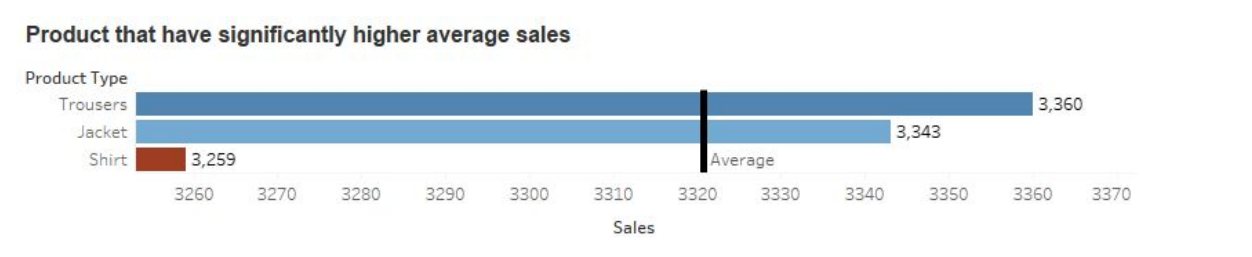 Product that have significantly higher average sales
Product Type
Trousers 3,360
Jacket 3,343
Shirt 3,259 Average
3260 3270 3280 3290 3300 3310 3320 3330 3340 3350 3360 3370
Sales